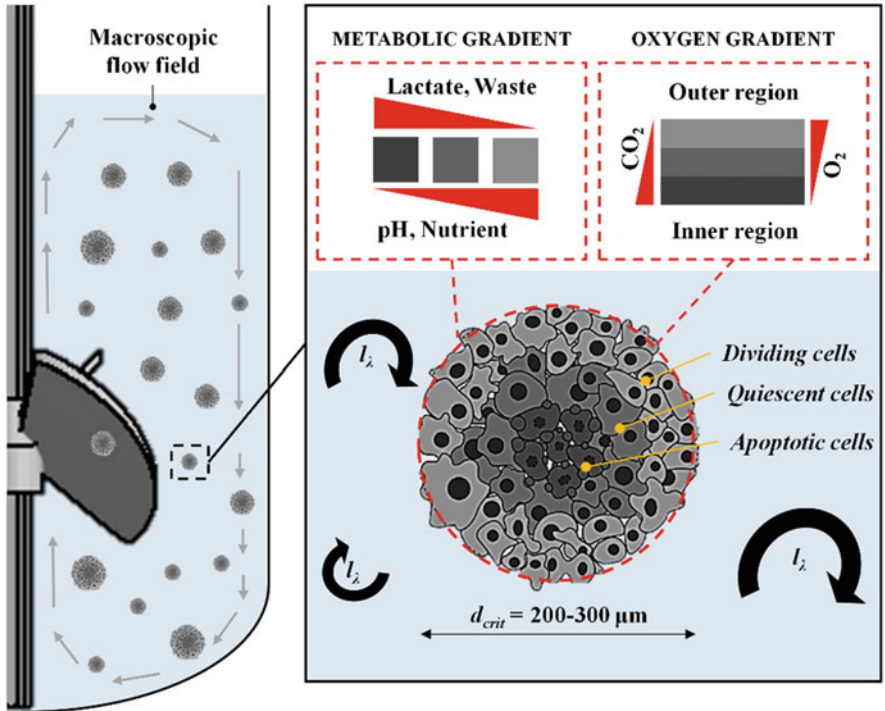 Macroscopic
flow field
METABOLIC GRADIENT
Lactate, Waste
pH, Nutrient
OXYGEN GRADIENT
Outer region
CO₂
O₂
Inner region
lλ
lλ
lλ
Dividing cells
Quiescent cells
Apoptotic cells
d_crit = 200-300 µm